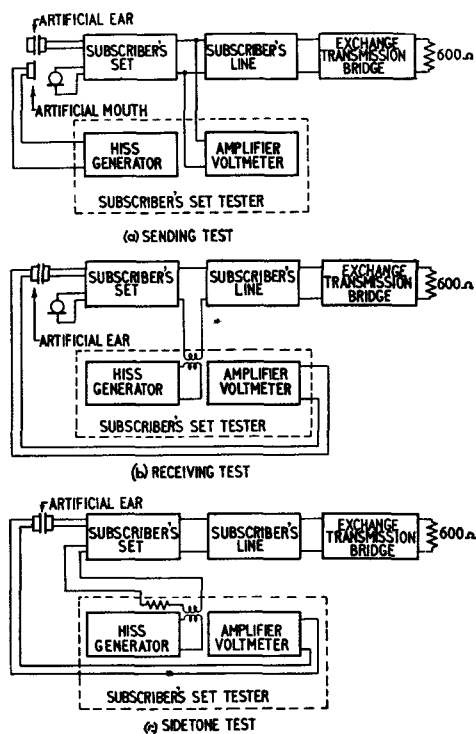 ARTIFICIAL EAR
SUBSCRIBER'S
SET
SUBSCRIBER'S
LINE
EXCHANGE
TRANSMISSION
BRIDGE
600Ω
ARTIFICIAL MOUTH
HISS
GENERATOR
AMPLIFIER
VOLTMETER
SUBSCRIBER'S SET TESTER
(a) SENDING TEST
SUBSCRIBER'S
SET
SUBSCRIBER'S
LINE
EXCHANGE
TRANSMISSION
BRIDGE
600Ω
ARTIFICIAL EAR
HISS
GENERATOR
AMPLIFIER
VOLTMETER
SUBSCRIBER'S SET TESTER
(b) RECEIVING TEST
ARTIFICIAL EAR
SUBSCRIBER'S
SET
SUBSCRIBER'S
LINE
EXCHANGE
TRANSMISSION
BRIDGE
600Ω
HISS
GENERATOR
AMPLIFIER
VOLTMETER
SUBSCRIBER'S SET TESTER
(c) SIDETONE TEST